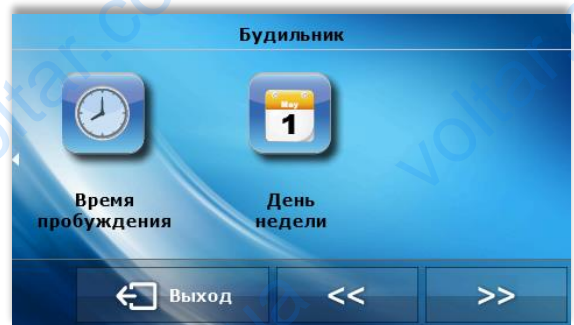 Будильник
May
1
Время
пробуждения
День
недели
Выход
<<
>>